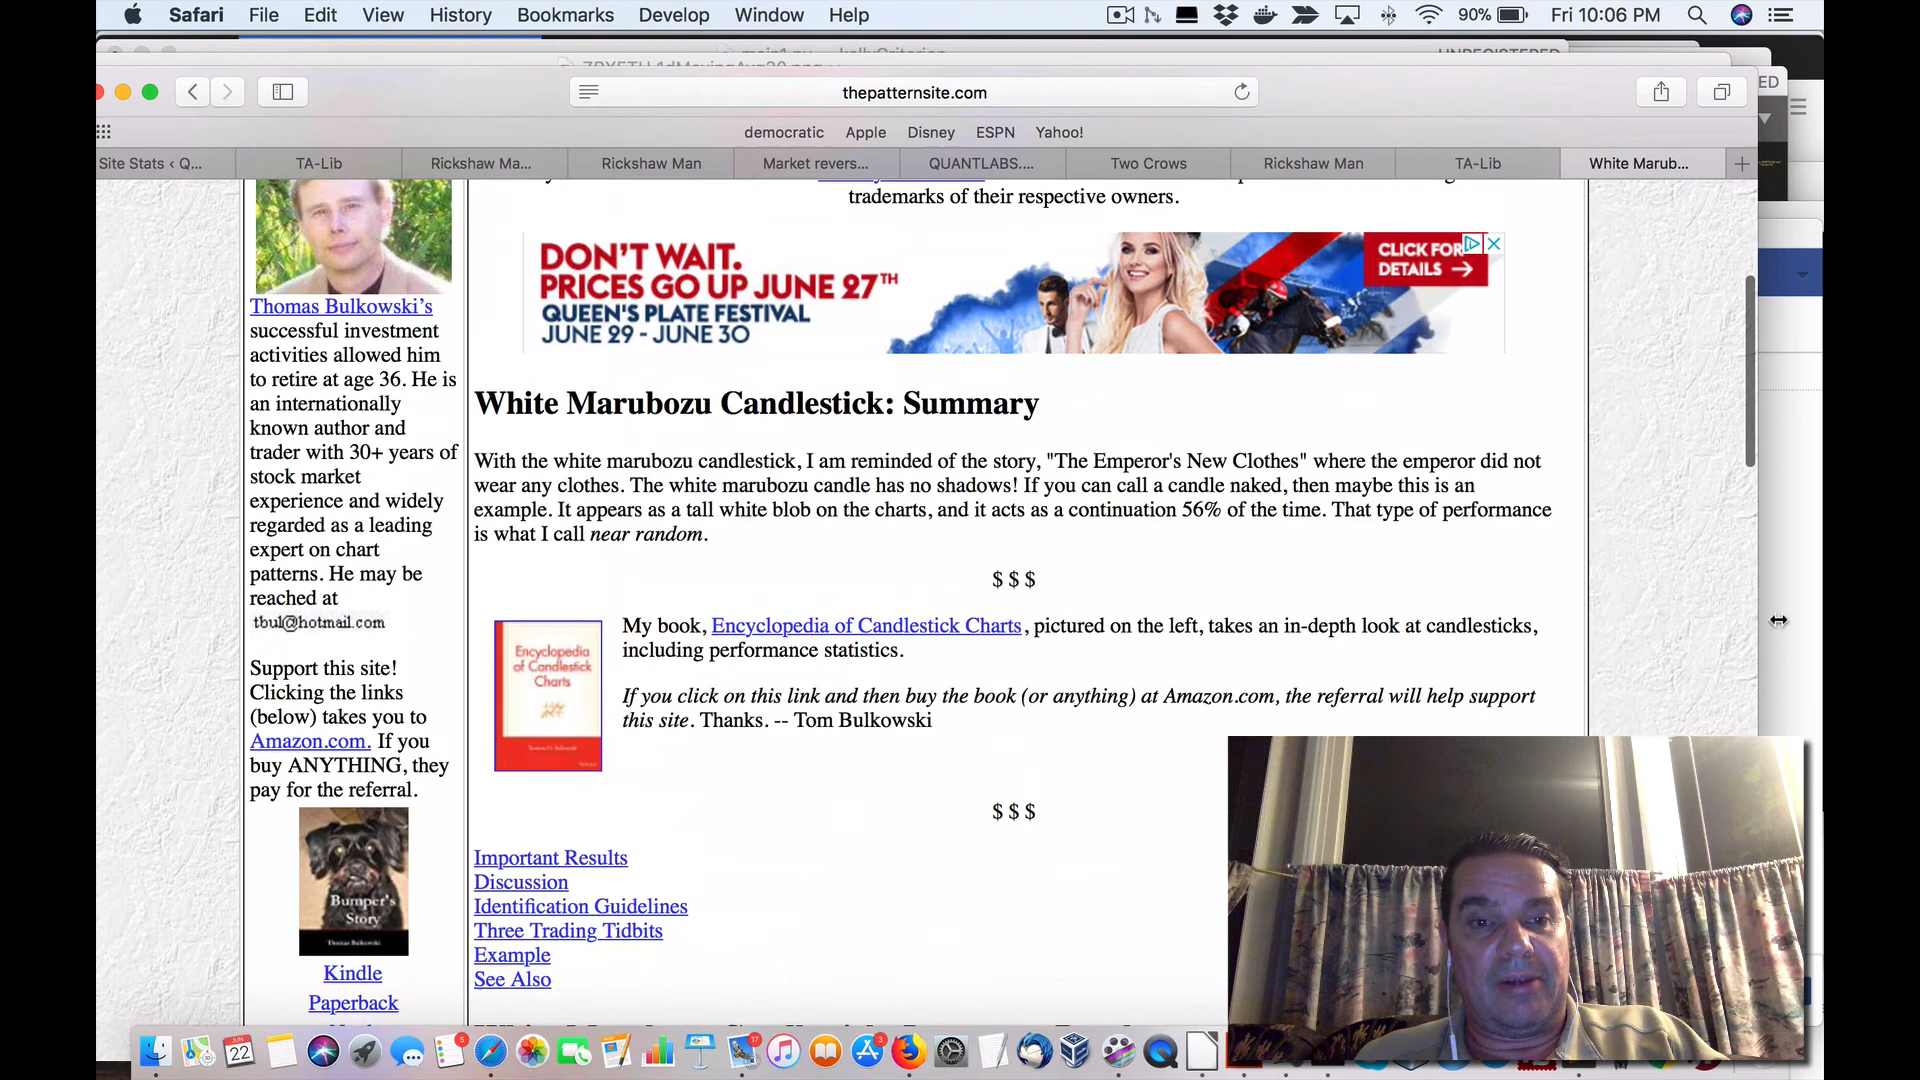 Safari File Edit View History Bookmarks Develop Window Help
90% Fri 10:06 PM
thepatternsite.com
ED
democratic Apple Disney ESPN Yahoo!
Site Stats ‹ Q... TA-Lib Rickshaw Ma... Rickshaw Man Market revers... QUANTLABS.... Two Crows Rickshaw Man TA-Lib White Marub...
trademarks of their respective owners.
DON'T WAIT.
PRICES GO UP JUNE 27TH
QUEEN'S PLATE FESTIVAL
JUNE 29 - JUNE 30
CLICK FOR
DETAILS
Thomas Bulkowski's
successful investment
activities allowed him
to retire at age 36. He is
an internationally
known author and
trader with 30+ years of
stock market
experience and widely
regarded as a leading
expert on chart
patterns. He may be
reached at
tbul@hotmail.com
Support this site!
Clicking the links
(below) takes you to
Amazon.com. If you
buy ANYTHING, they
pay for the referral.
Bumper's
Story
Thomas Bulkowski
Kindle
Paperback
White Marubozu Candlestick: Summary
With the white marubozu candlestick, I am reminded of the story, "The Emperor's New Clothes" where the emperor did not
wear any clothes. The white marubozu candle has no shadows! If you can call a candle naked, then maybe this is an
example. It appears as a tall white blob on the charts, and it acts as a continuation 56% of the time. That type of performance
is what I call near random.
$ $ $
Encyclopedia
of Candlestick
Charts
My book, Encyclopedia of Candlestick Charts, pictured on the left, takes an in-depth look at candlesticks,
including performance statistics.
If you click on this link and then buy the book (or anything) at Amazon.com, the referral will help support
this site. Thanks. -- Tom Bulkowski
$ $ $
Important Results
Discussion
Identification Guidelines
Three Trading Tidbits
Example
See Also
JUN
22
5
17
3